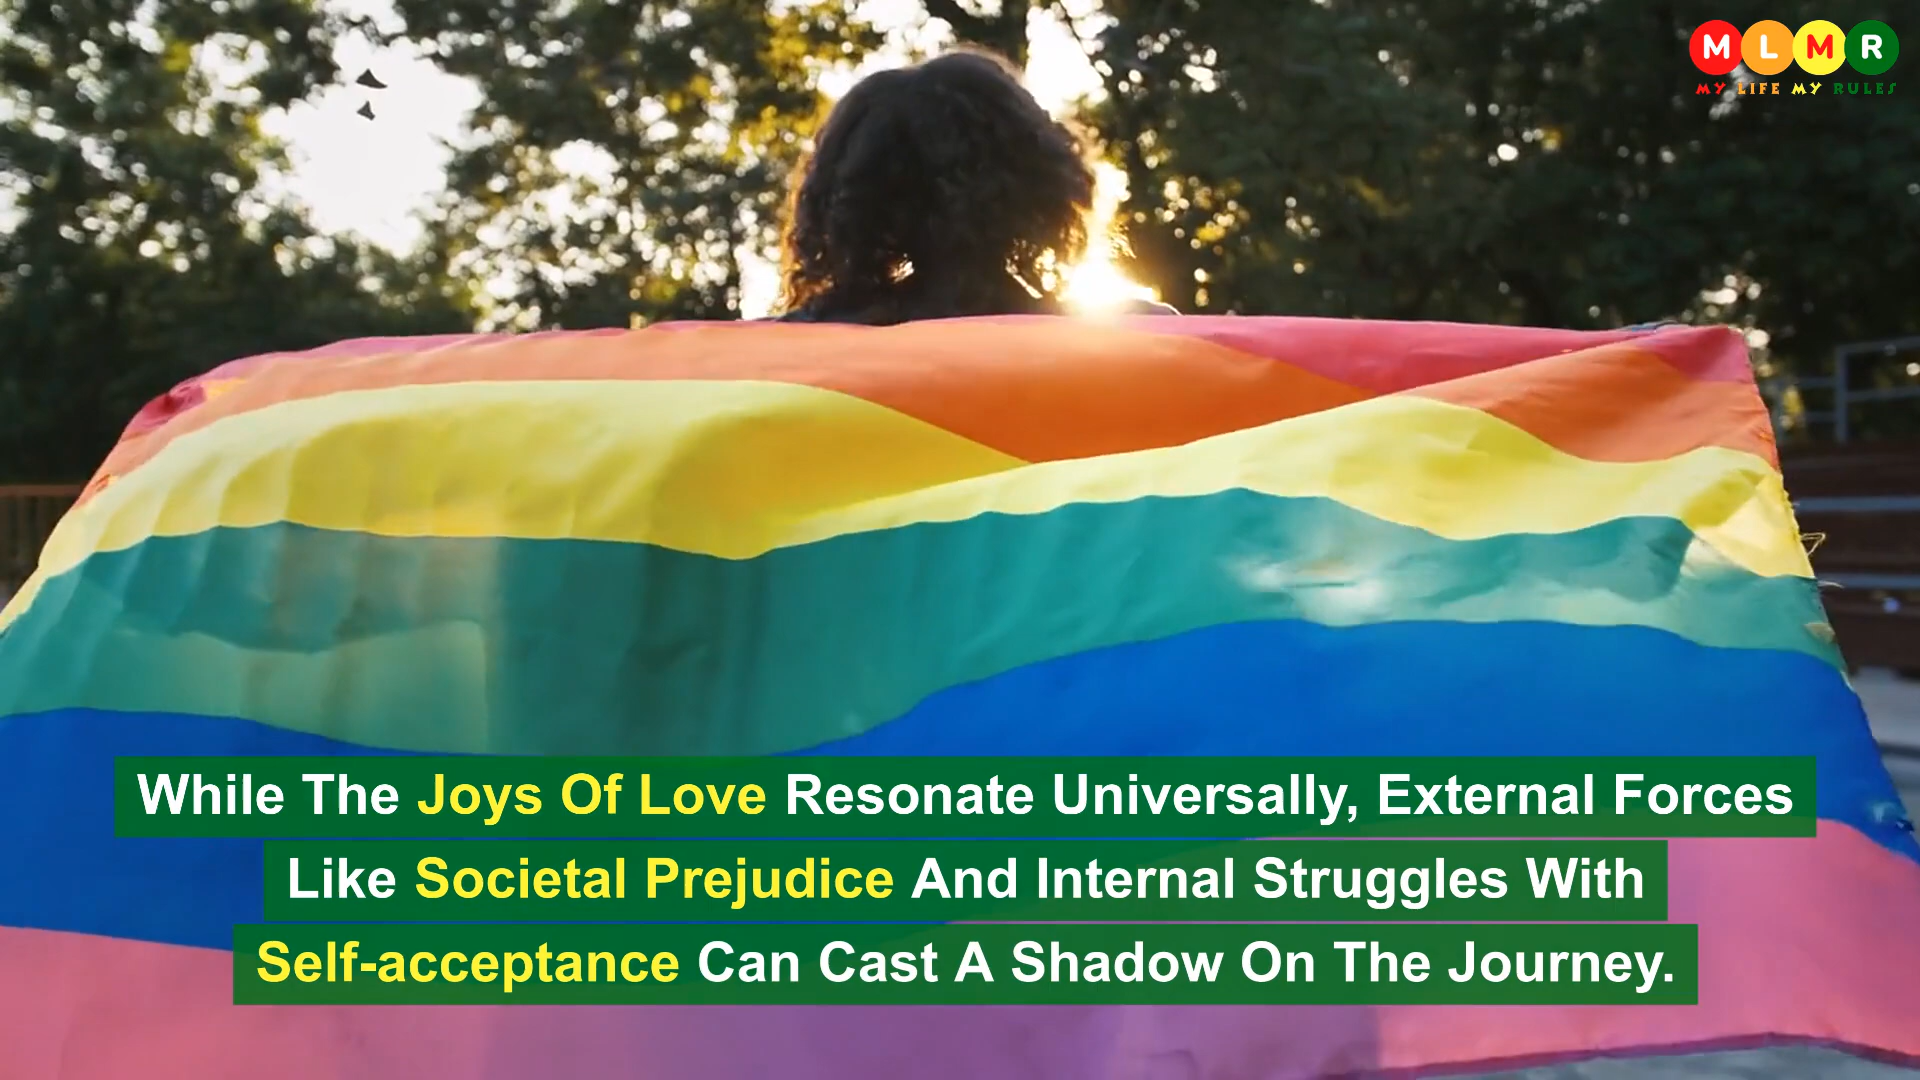 MLMR
MY LIFE MY RULES
While The Joys Of Love Resonate Universally, External Forces
Like Societal Prejudice And Internal Struggles With
Self-acceptance Can Cast A Shadow On The Journey.